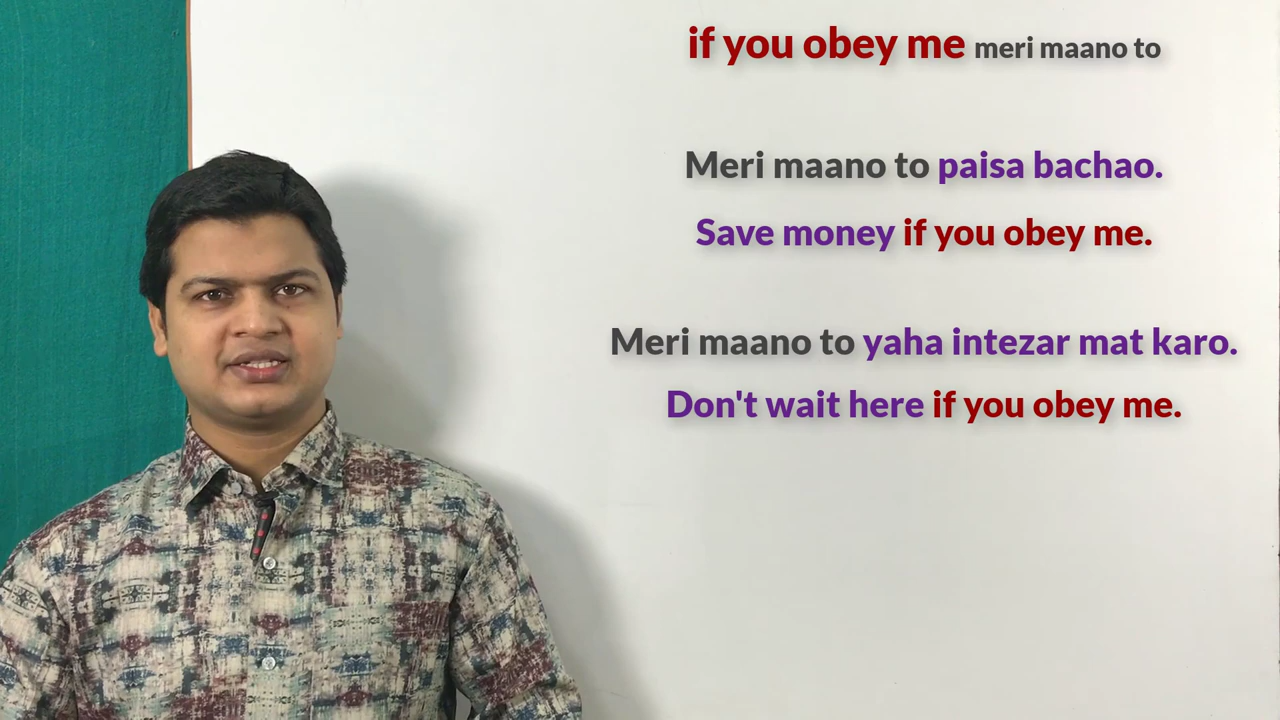 if you obey me meri maano to
Meri maano to paisa bachao.
Save money if you obey me.
Meri maano to yaha intezar mat karo.
Don't wait here if you obey me.